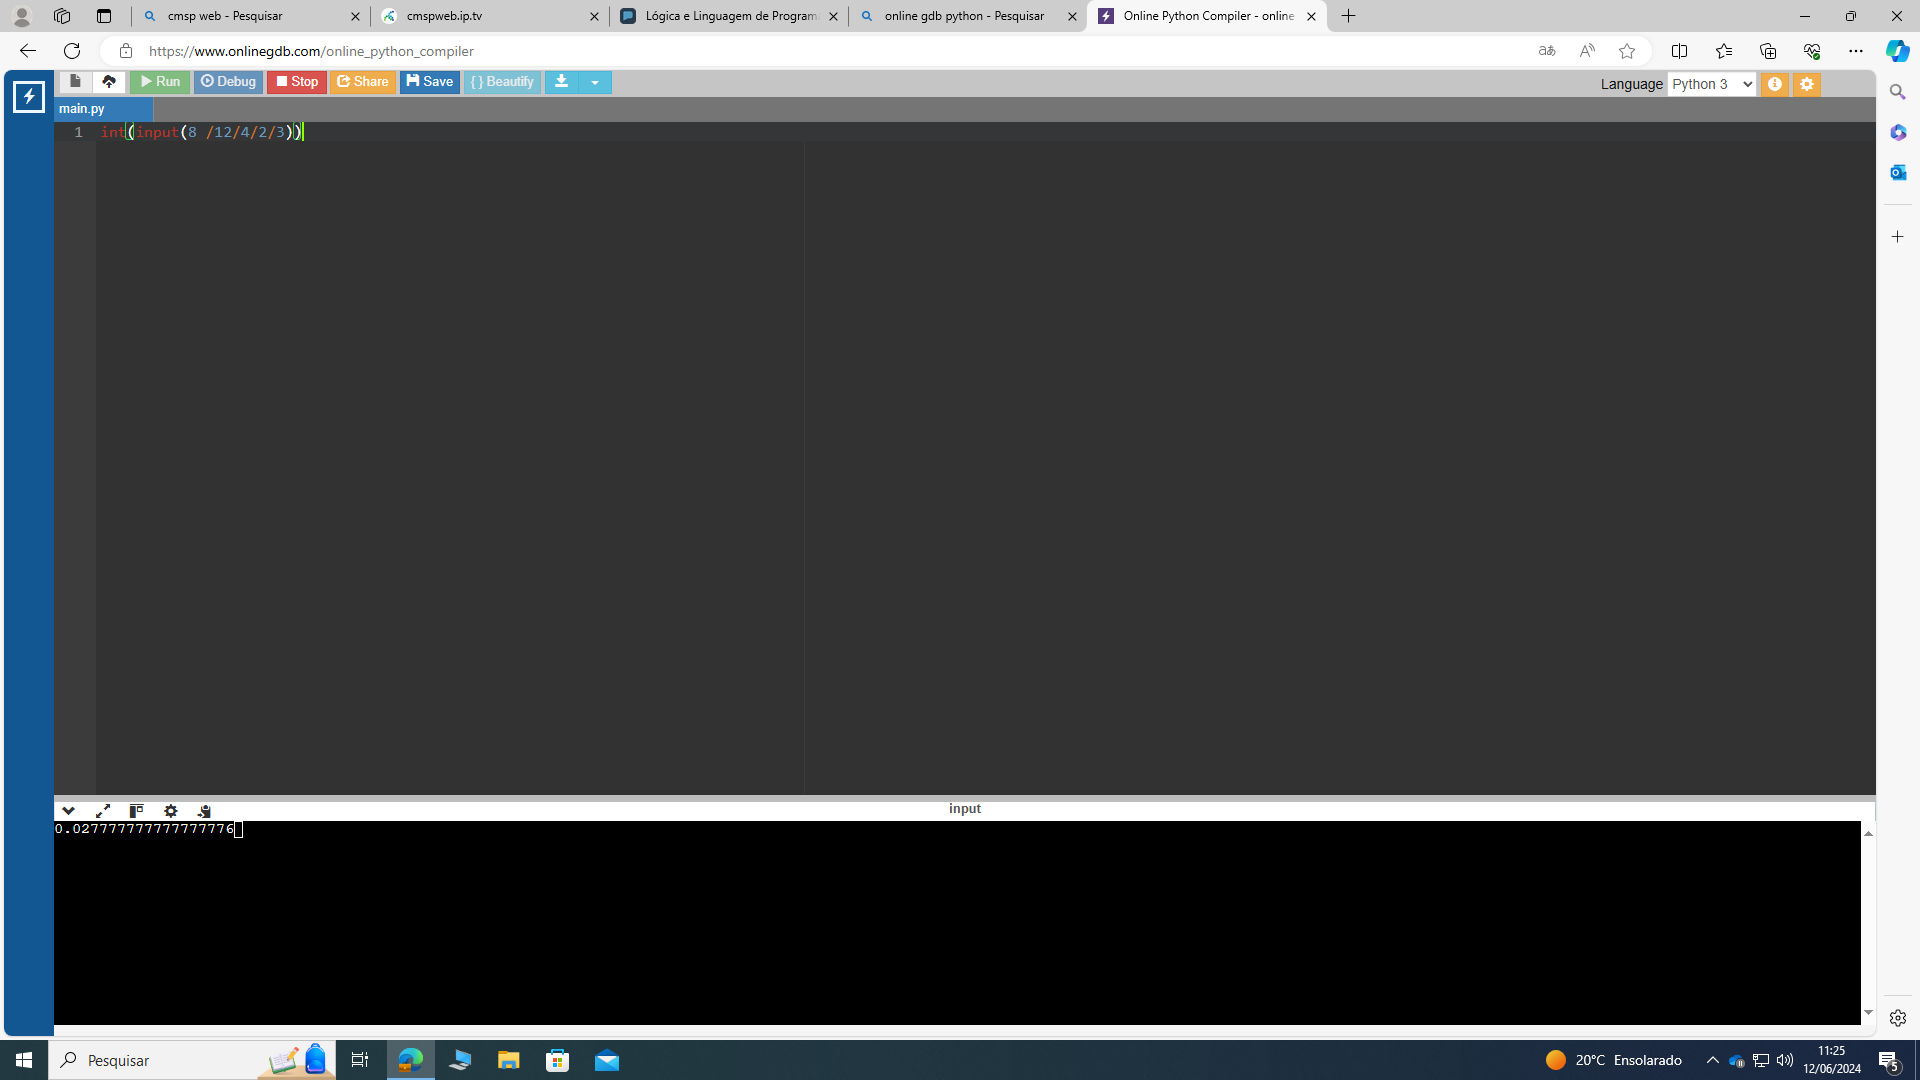 cmsp web - Pesquisar
cmspweb.ip.tv
Lógica e Linguagem de Program
online gdb python - Pesquisar
Online Python Compiler - online
https://www.onlinegdb.com/online_python_compiler
Run Debug Stop Share Save {} Beautify
Language Python 3
main.py
1 int(input(8 /12/4/2/3))
input
0.027777777777777776
Pesquisar
20°C Ensolarado
11:25
12/06/2024
5